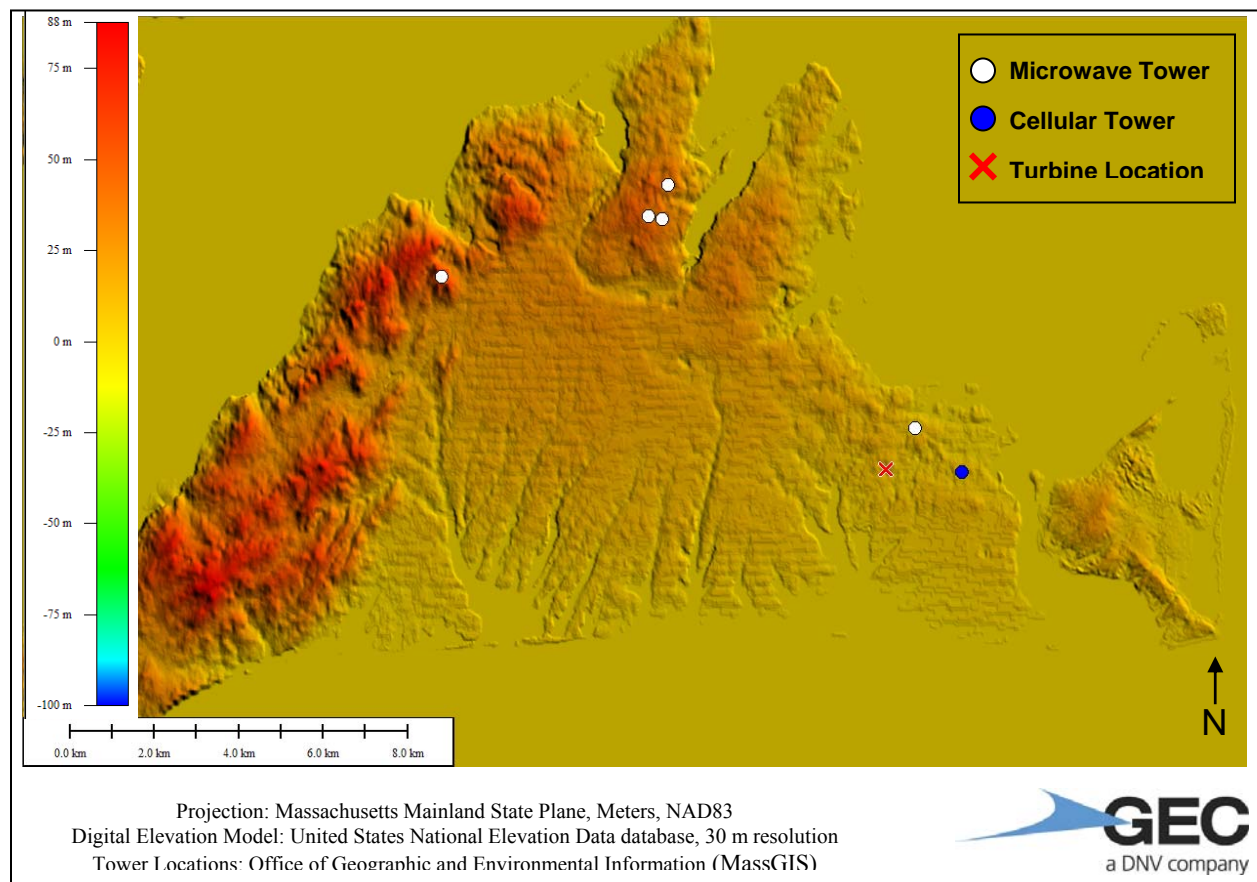 88 m
75 m
50 m
25 m
0 m
-25 m
-50 m
-75 m
-100 m
Microwave Tower
Cellular Tower
Turbine Location
N
0.0 km 2.0 km 4.0 km 6.0 km 8.0 km
Projection: Massachusetts Mainland State Plane, Meters, NAD83
Digital Elevation Model: United States National Elevation Data database, 30 m resolution
Tower Locations: Office of Geographic and Environmental Information (MassGIS)
GEC
a DNV company